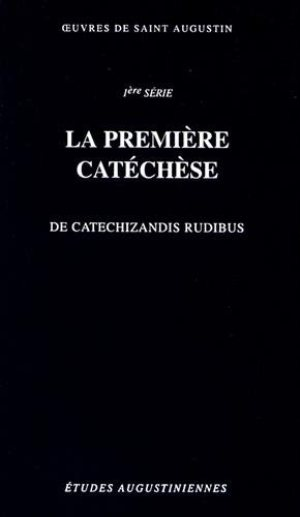 ŒUVRES DE SAINT AUGUSTIN
1ère SÉRIE
LA PREMIÈRE
CATÉCHÈSE
DE CATECHIZANDIS RUDIBUS
ÉTUDES AUGUSTINIENNES